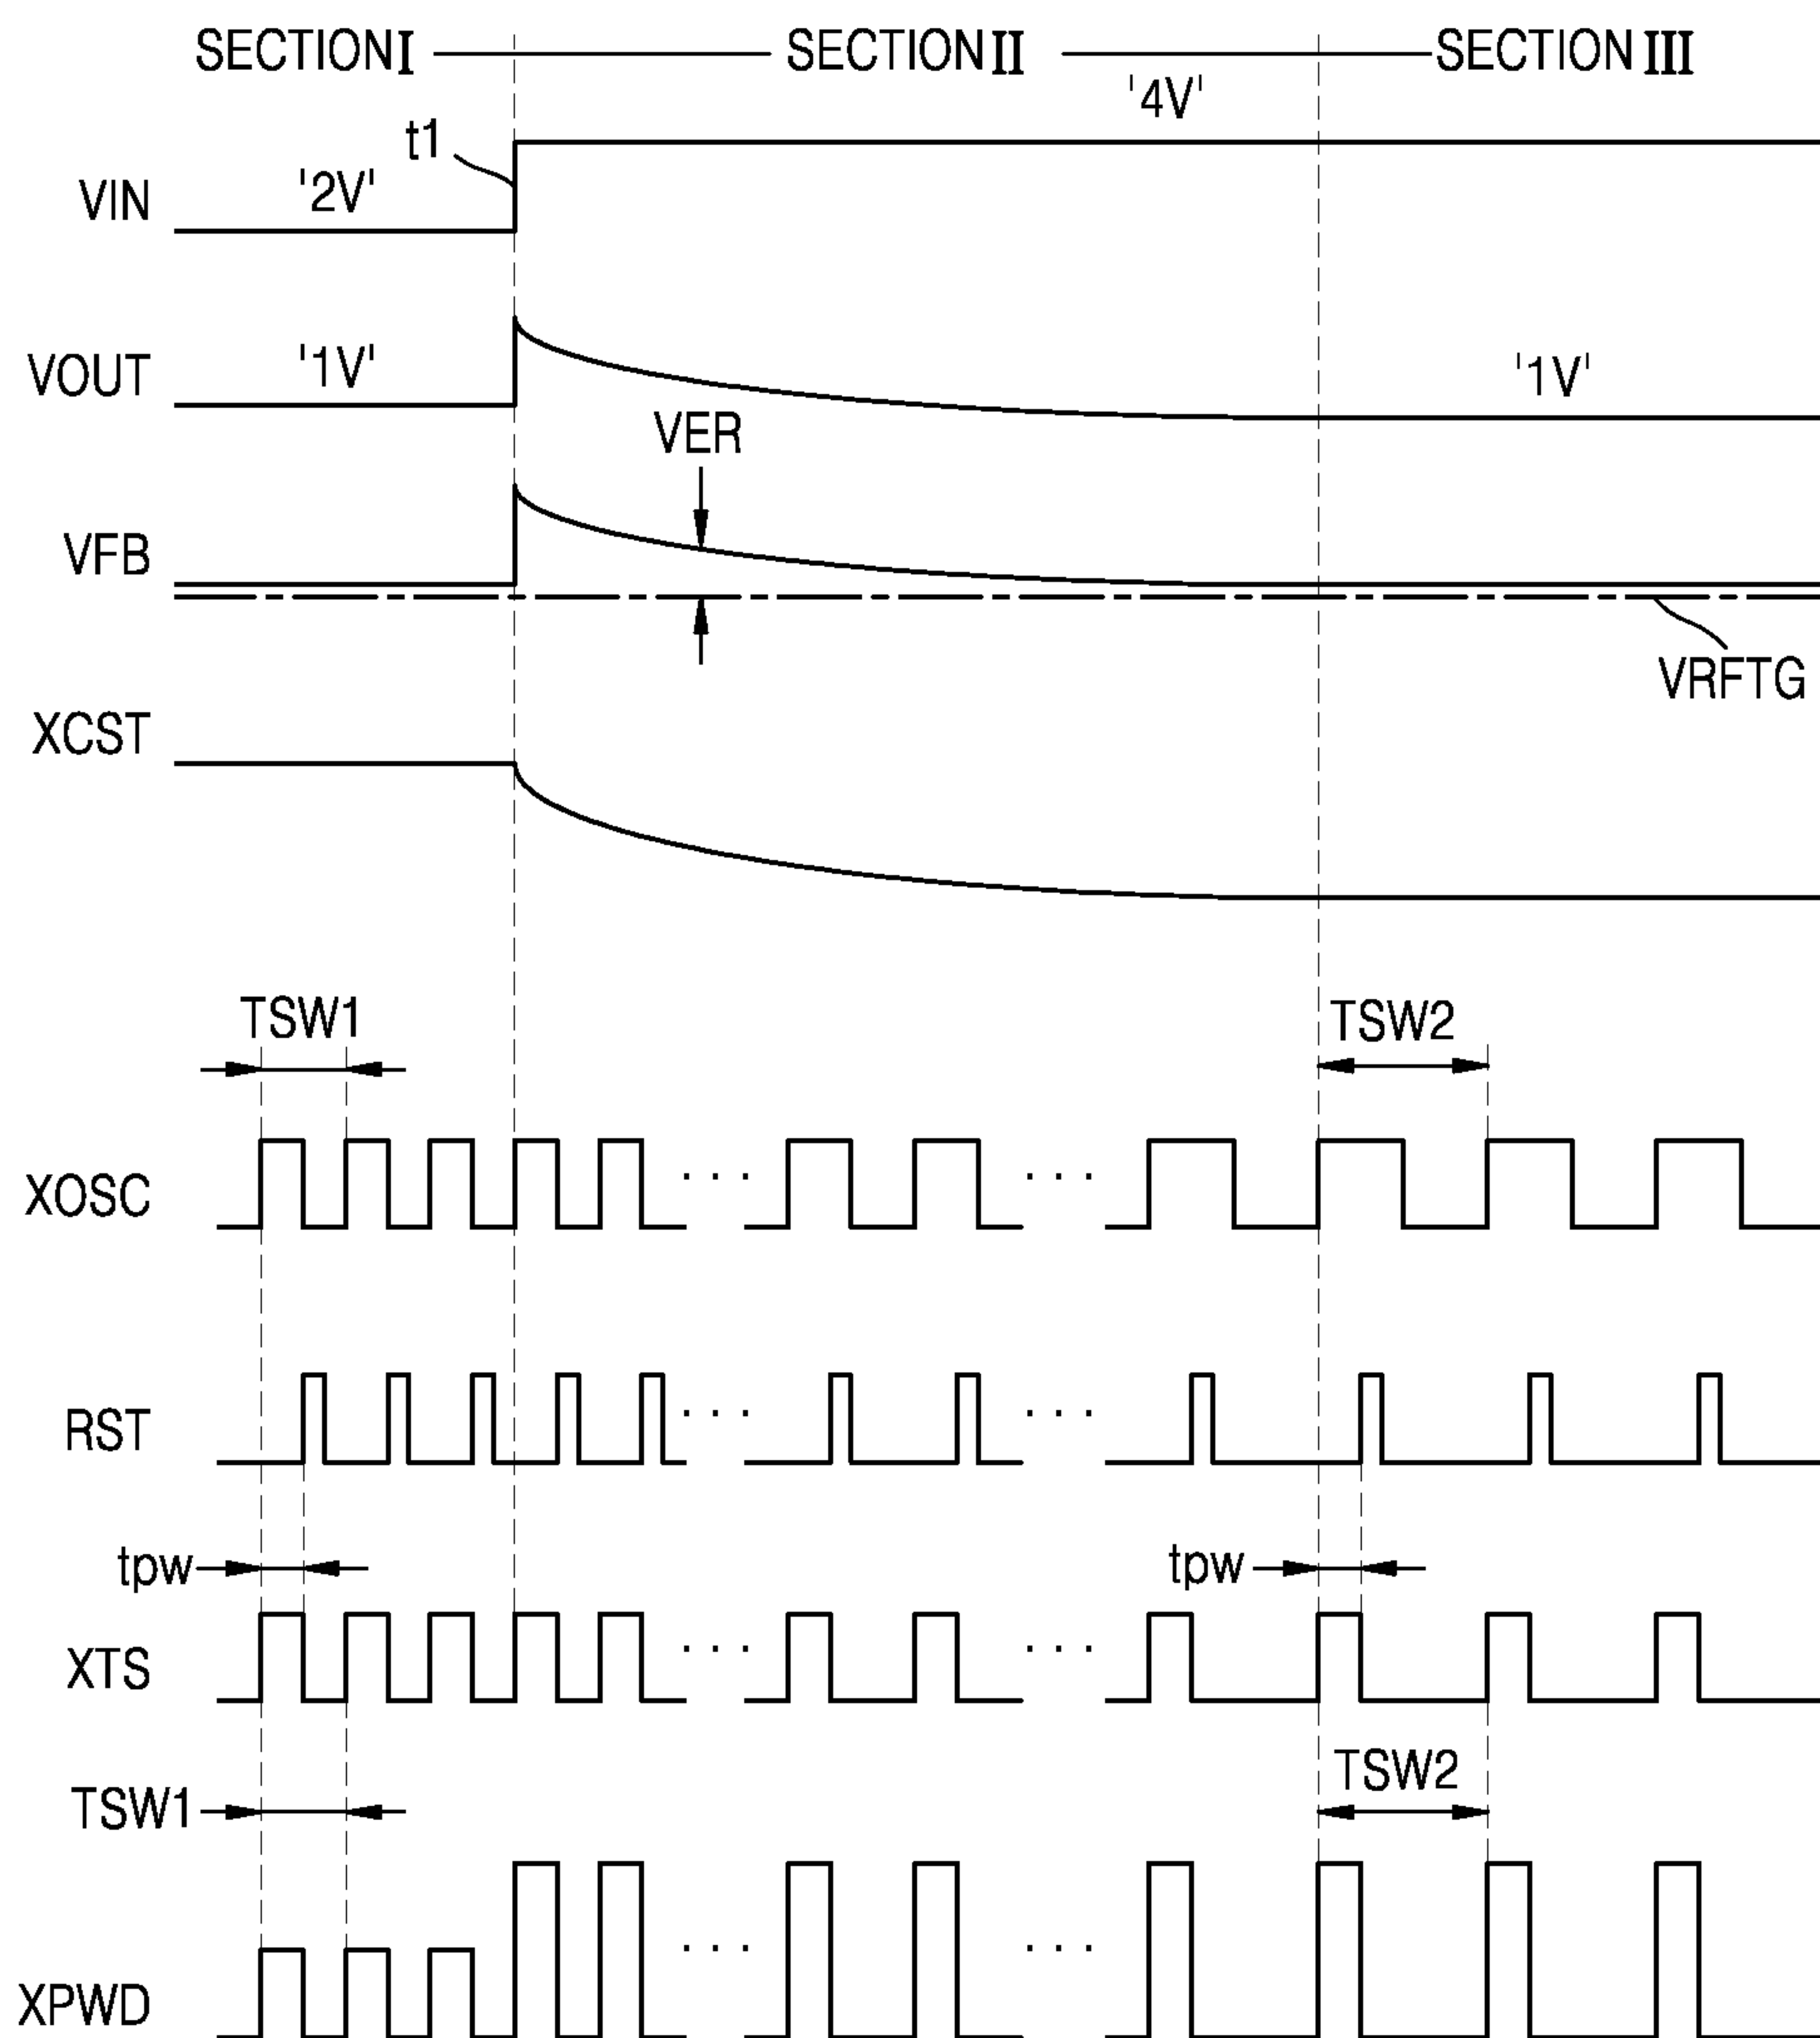 SECTION I
SECTION II
SECTION III
'4V'
t1
'2V'
VIN
VOUT
'1V'
'1V'
VER
VFB
VRFTG
XCST
TSW1
TSW2
XOSC
· · ·
· · ·
RST
· · ·
· · ·
tpw
tpw
XTS
· · ·
· · ·
TSW1
TSW2
XPWD
· · ·
· · ·